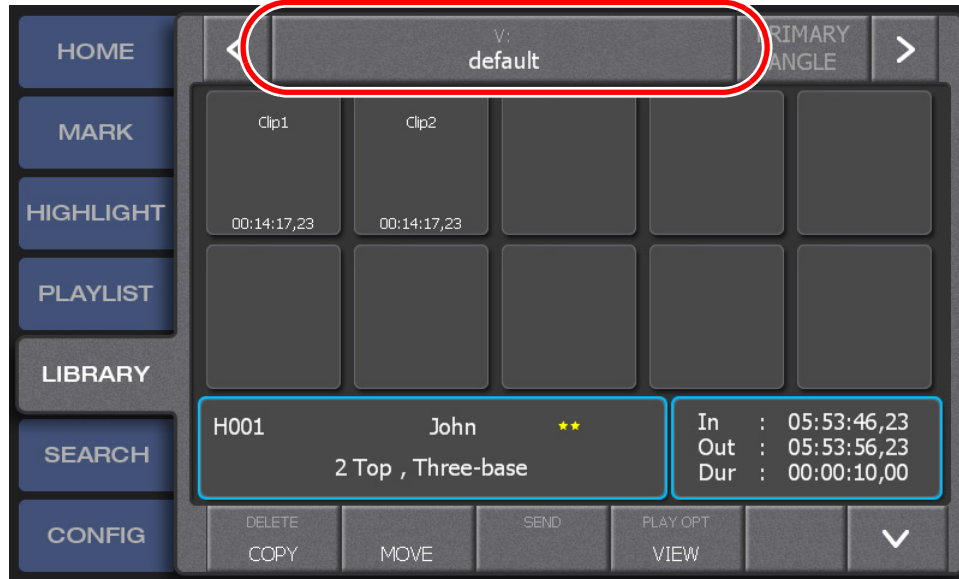 HOME
MARK
HIGHLIGHT
PLAYLIST
LIBRARY
SEARCH
CONFIG
<
V:
default
PRIMARY
ANGLE
>
Clip1
00:14:17,23
Clip2
00:14:17,23
H001 John ★★
2 Top , Three-base
In : 05:53:46,23
Out : 05:53:56,23
Dur : 00:00:10,00
DELETE
COPY
MOVE
SEND
PLAY OPT
VIEW